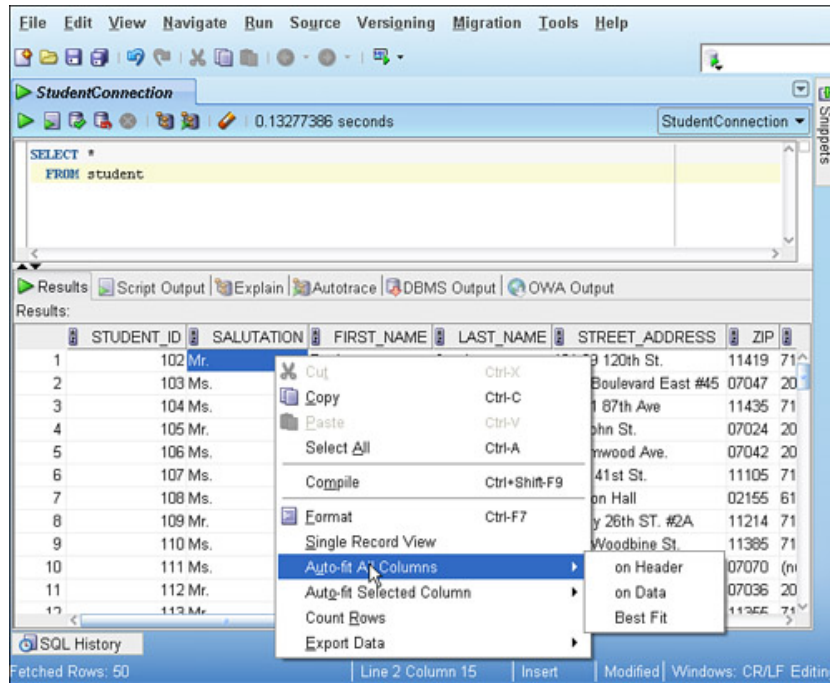 File Edit View Navigate Run Source Versioning Migration Tools Help
StudentConnection
0.13277386 seconds
StudentConnection
Snippets
SELECT *
FROM student
Results Script Output Explain Autotrace DBMS Output OWA Output
Results:
STUDENT_ID SALUTATION FIRST_NAME LAST_NAME STREET_ADDRESS ZIP
1 102 Mr. 120th St. 11419 71
2 103 Ms. Boulevard East #45 07047 20
3 104 Ms. 87th Ave 11435 71
4 105 Mr. St. 07024 20
5 106 Ms. Ave. 07042 20
6 107 Ms. 41st St. 11105 71
7 108 Ms. Hall 02155 61
8 109 Mr. 26th ST. #2A 11214 71
9 110 Ms. Woodbine St. 11385 71
10 111 Ms. 07070 (n
11 112 Mr. 07036 20
12 113 Mr. 11355 71
Cut Ctrl-X
Copy Ctrl-C
Paste Ctrl-V
Select All Ctrl-A
Compile Ctrl+Shift-F9
Format Ctrl-F7
Single Record View
Auto-fit All Columns
Auto-fit Selected Column
Count Rows
Export Data
on Header
on Data
Best Fit
SQL History
Fetched Rows: 50 Line 2 Column 15 Insert Modified Windows: CR/LF Editin